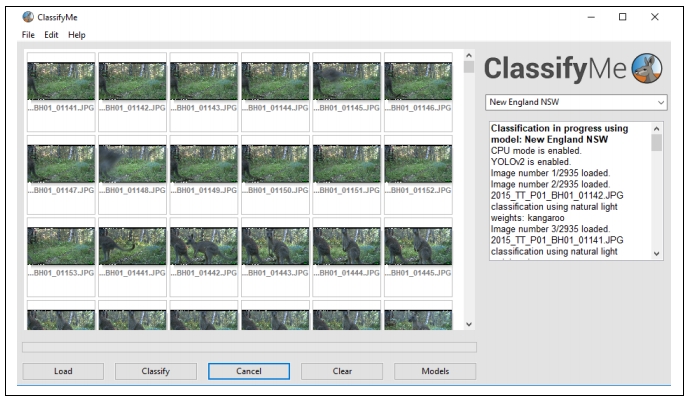 ClassifyMe
File Edit Help
ClassifyMe
New England NSW
...BH01_01141.JPG ...BH01_01142.JPG ...BH01_01143.JPG ...BH01_01144.JPG ...BH01_01145.JPG ...BH01_01146.JPG
...BH01_01147.JPG ...BH01_01148.JPG ...BH01_01149.JPG ...BH01_01150.JPG ...BH01_01151.JPG ...BH01_01152.JPG
...BH01_01153.JPG ...BH01_01441.JPG ...BH01_01442.JPG ...BH01_01443.JPG ...BH01_01444.JPG ...BH01_01445.JPG
Classification in progress using
model: New England NSW
CPU mode is enabled.
YOLOv2 is enabled.
Image number 1/2935 loaded.
Image number 2/2935 loaded.
2015_TT_P01_BH01_01142.JPG
classification using natural light
weights: kangaroo
Image number 3/2935 loaded.
2015_TT_P01_BH01_01141.JPG
classification using natural light
Load Classify Cancel Clear Models